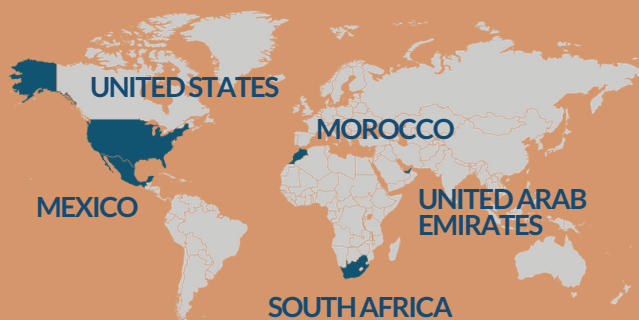 UNITED STATES
MOROCCO
MEXICO
UNITED ARAB
EMIRATES
SOUTH AFRICA